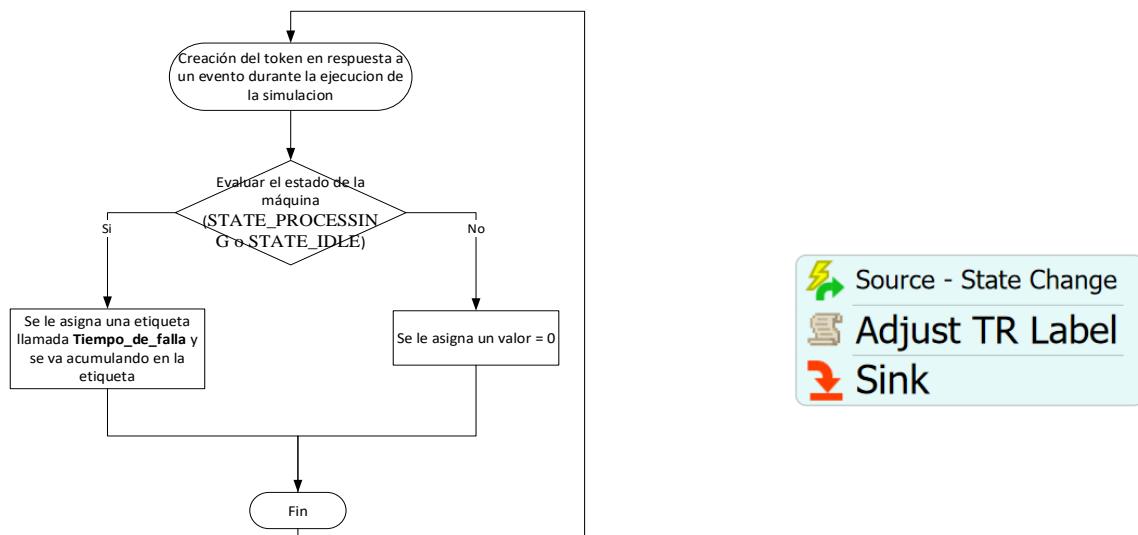 Creación del token en respuesta a
un evento durante la ejecucion de
la simulacion
Evaluar el estado de la
máquina
(STATE_PROCESSIN
G o STATE_IDLE)
Si
No
Se le asigna una etiqueta
llamada Tiempo_de_falla y
se va acumulando en la
etiqueta
Se le asigna un valor = 0
Fin
Source - State Change
Adjust TR Label
Sink